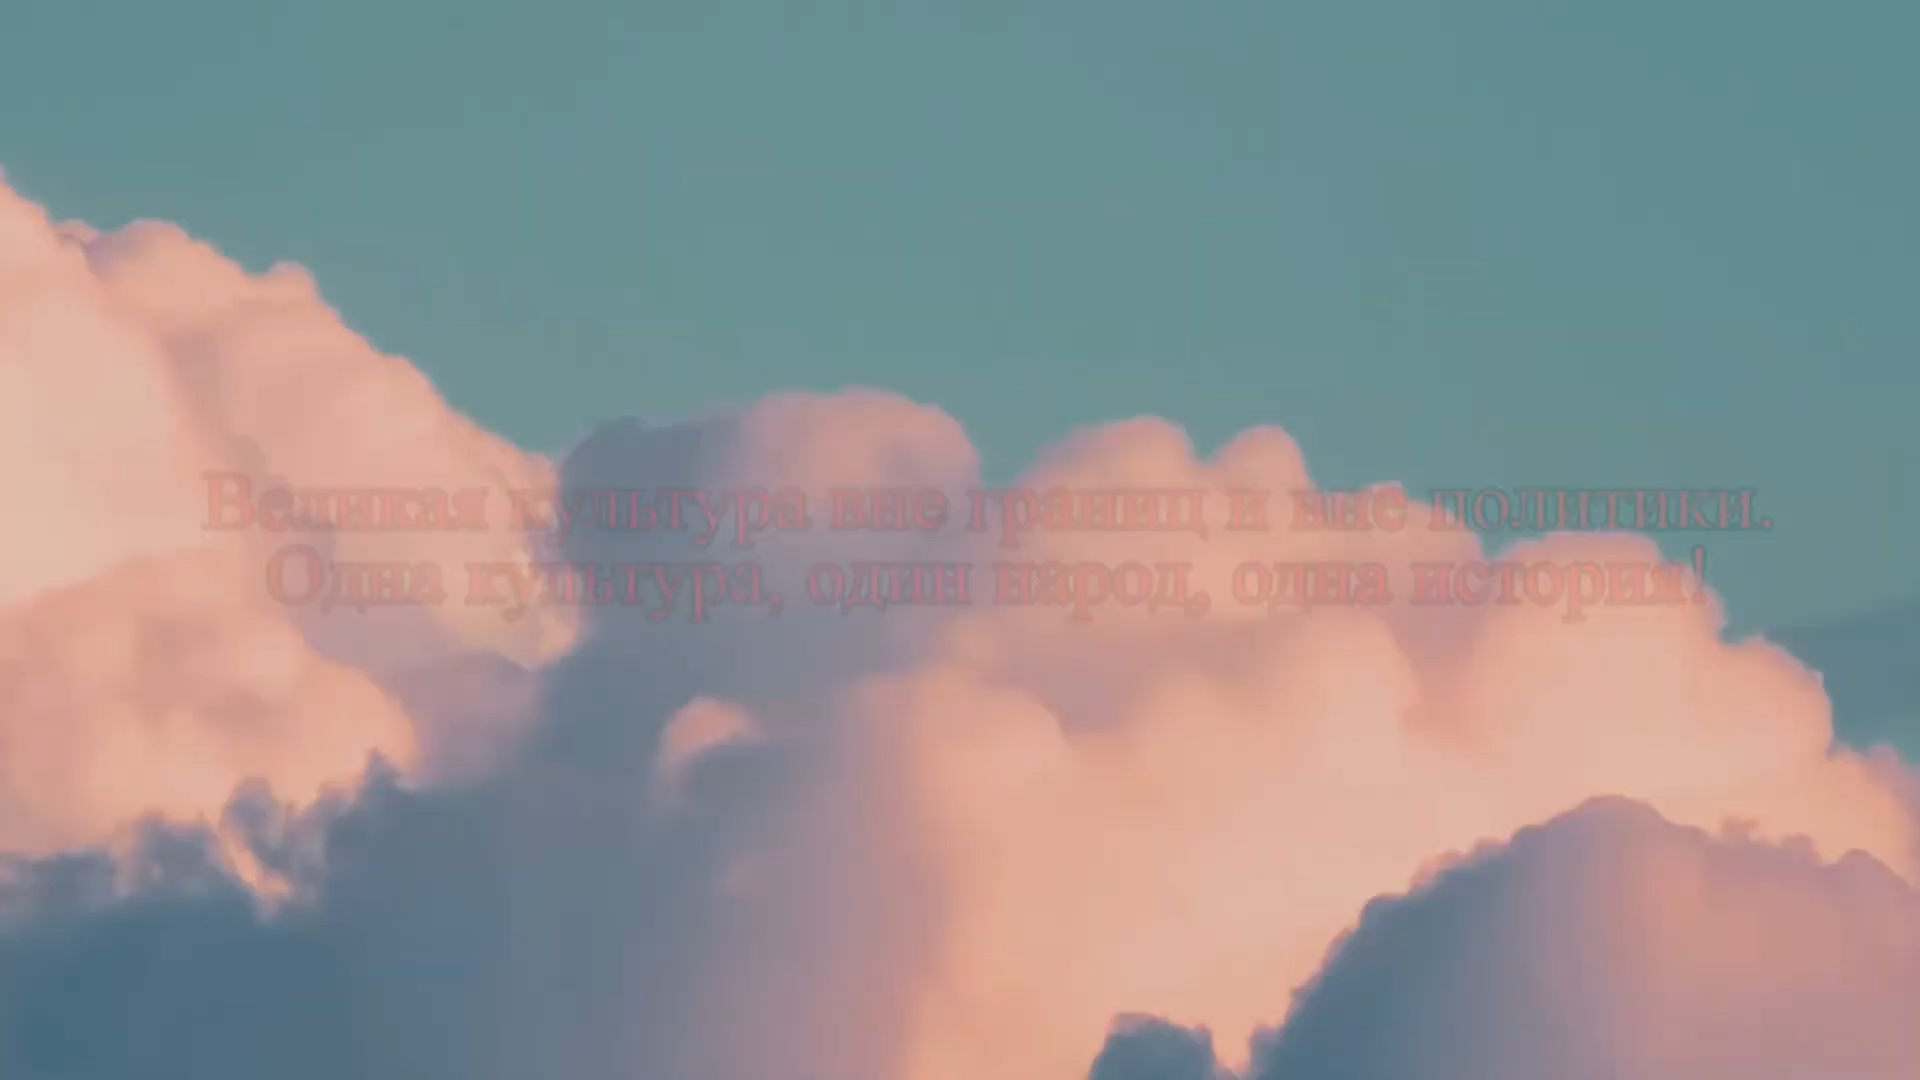 Великая культура вне границ и вне политики.
Одна культура, один народ, одна история!